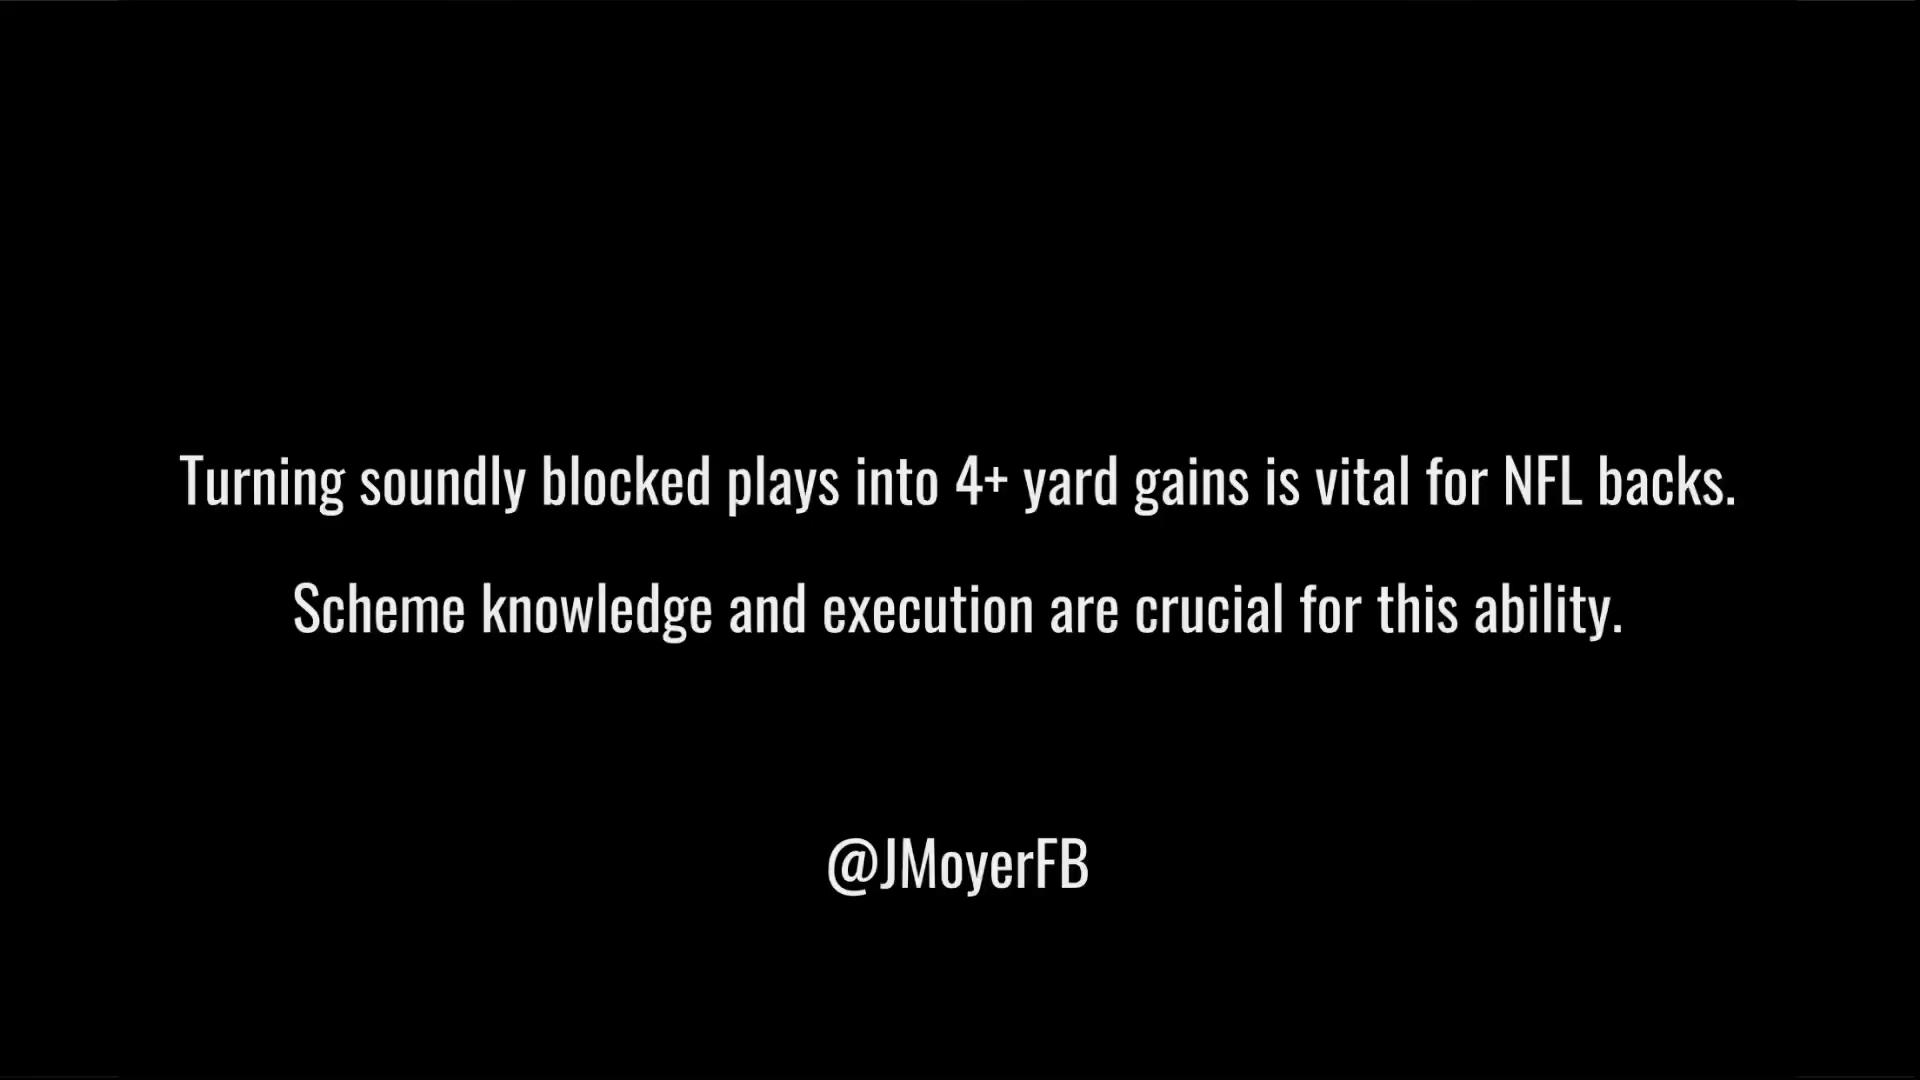 Turning soundly blocked plays into 4+ yard gains is vital for NFL backs.
Scheme knowledge and execution are crucial for this ability.
@JMoyerFB